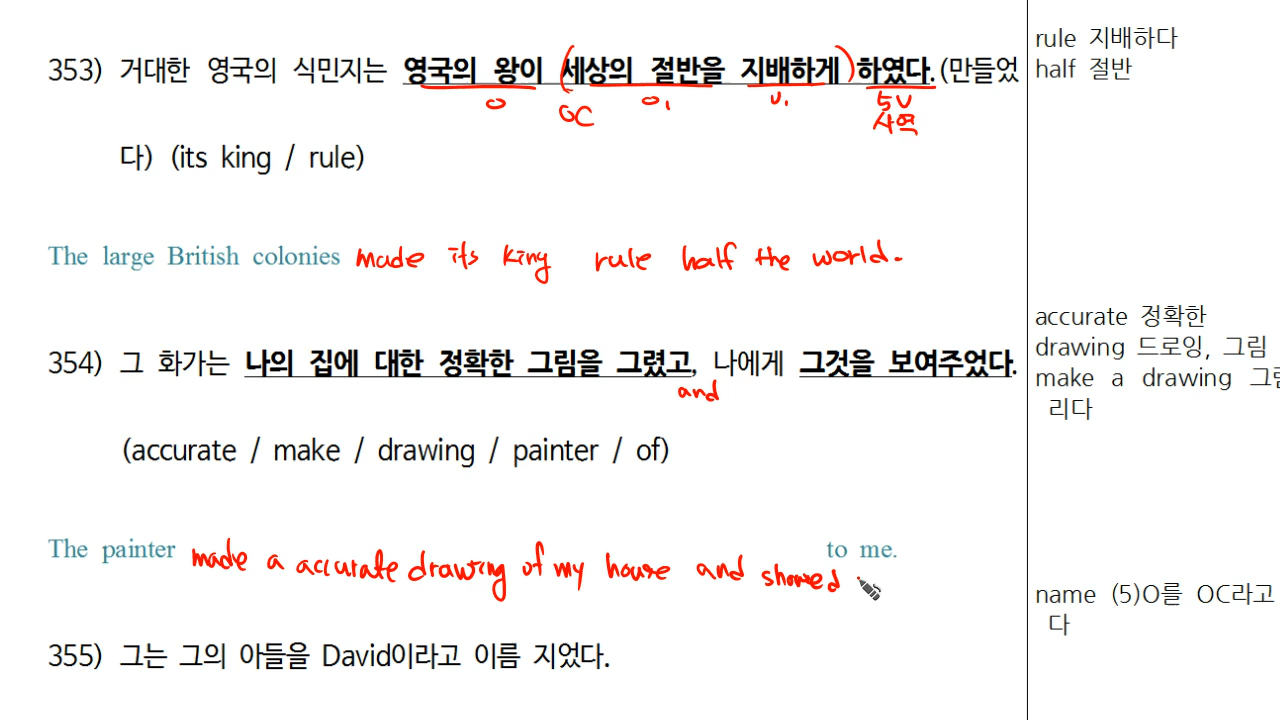 353) 거대한 영국의 식민지는 영국의 왕이 (세상의 절반을 지배하게) 하였다.(만들었
O OC O₁ V₁ 5V
사역
다) (its king / rule)
The large British colonies made its king rule half the world.
354) 그 화가는 나의 집에 대한 정확한 그림을 그렸고, 나에게 그것을 보여주었다.
and
(accurate / make / drawing / painter / of)
The painter made a accurate drawing of my house and showed to me.
355) 그는 그의 아들을 David이라고 이름 지었다.
rule 지배하다
half 절반
accurate 정확한
drawing 드로잉, 그림
make a drawing 그림
리다
name (5)O를 OC라고
다